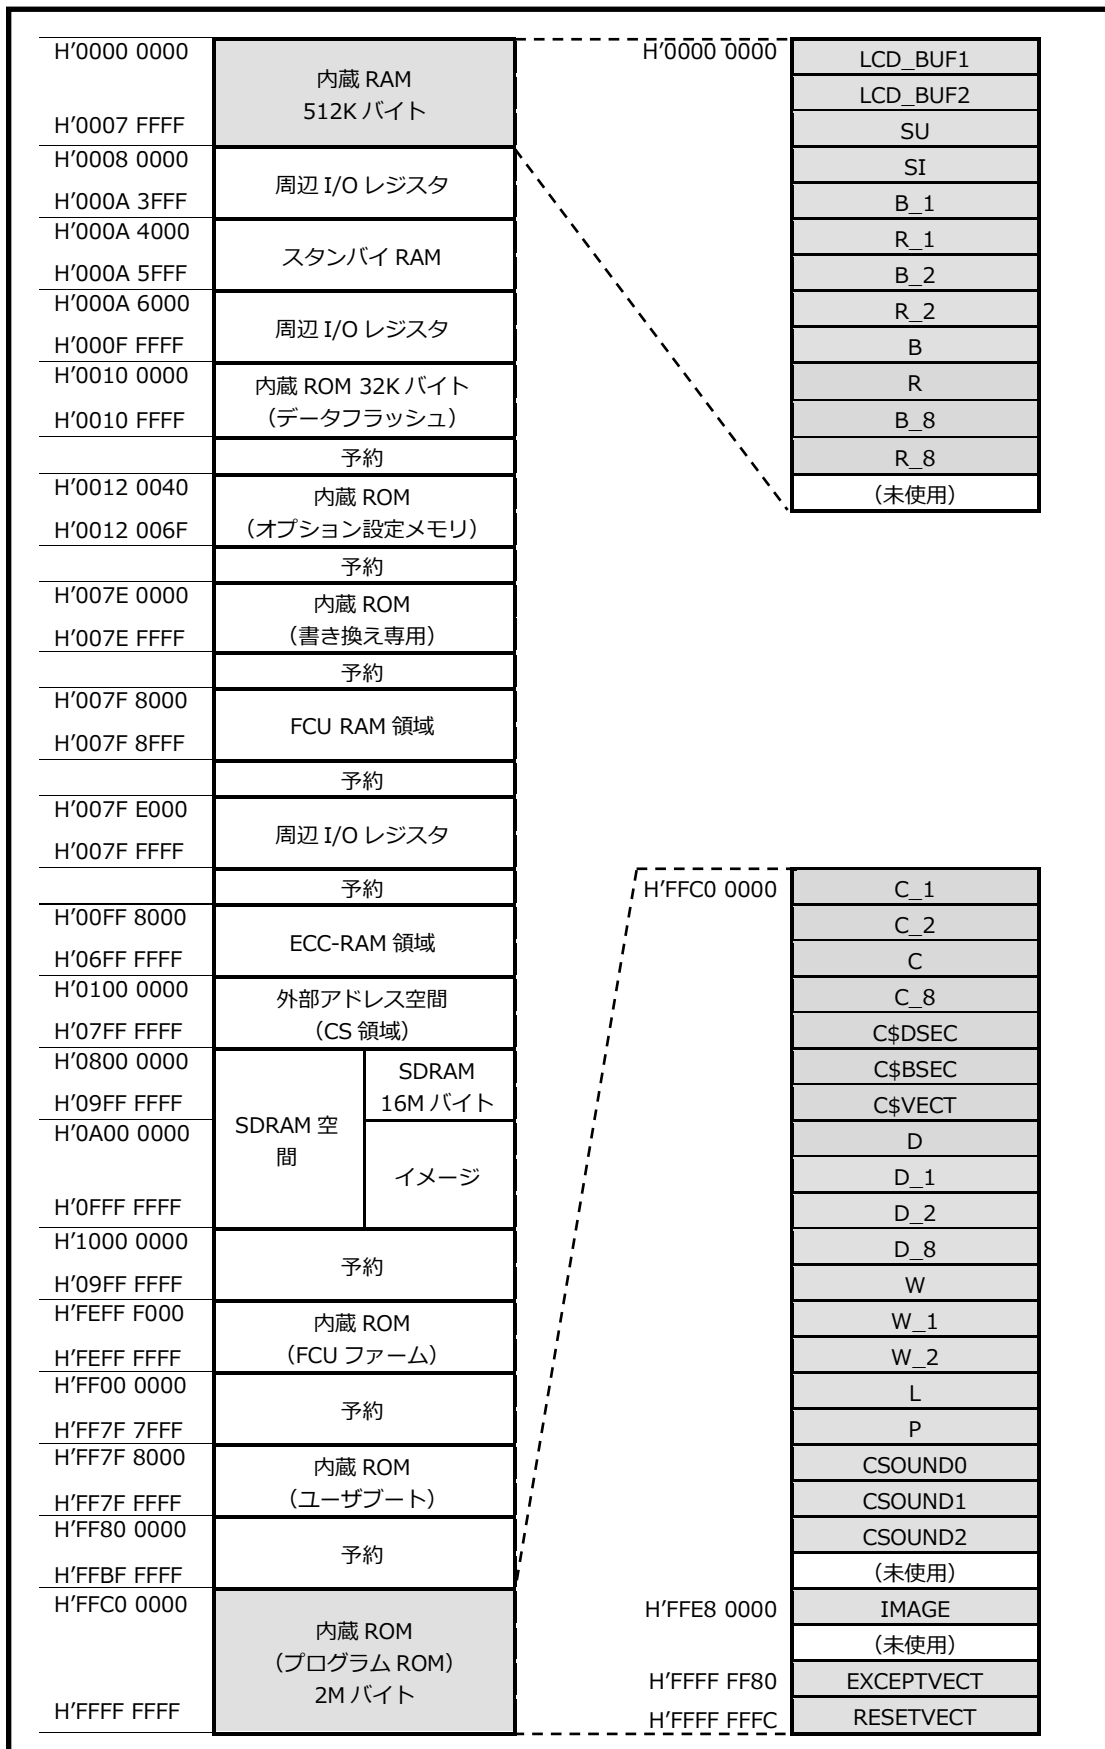 H'0000 0000
内蔵 RAM
512K バイト
H'0007 FFFF
H'0008 0000
周辺 I/O レジスタ
H'000A 3FFF
H'000A 4000
スタンバイ RAM
H'000A 5FFF
H'000A 6000
周辺 I/O レジスタ
H'000F FFFF
H'0010 0000
内蔵 ROM 32K バイト
（データフラッシュ）
H'0010 FFFF
予約
H'0012 0040
内蔵 ROM
（オプション設定メモリ）
H'0012 006F
予約
H'007E 0000
内蔵 ROM
（書き換え専用）
H'007E FFFF
予約
H'007F 8000
FCU RAM 領域
H'007F 8FFF
予約
H'007F E000
周辺 I/O レジスタ
H'007F FFFF
予約
H'00FF 8000
ECC-RAM 領域
H'06FF FFFF
H'0100 0000
外部アドレス空間
（CS 領域）
H'07FF FFFF
H'0800 0000
SDRAM
16M バイト
H'09FF FFFF
H'0A00 0000
SDRAM 空
間
イメージ
H'0FFF FFFF
H'1000 0000
予約
H'09FF FFFF
H'FEFF F000
内蔵 ROM
（FCU ファーム）
H'FEFF FFFF
H'FF00 0000
予約
H'FF7F 7FFF
H'FF7F 8000
内蔵 ROM
（ユーザブート）
H'FF7F FFFF
H'FF80 0000
予約
H'FFBF FFFF
H'FFC0 0000
内蔵 ROM
（プログラム ROM）
2M バイト
H'FFFF FFFF
H'0000 0000
LCD_BUF1
LCD_BUF2
SU
SI
B_1
R_1
B_2
R_2
B
R
B_8
R_8
（未使用）
H'FFC0 0000
C_1
C_2
C
C_8
C$DSEC
C$BSEC
C$VECT
D
D_1
D_2
D_8
W
W_1
W_2
L
P
CSOUND0
CSOUND1
CSOUND2
（未使用）
H'FFE8 0000
IMAGE
（未使用）
H'FFFF FF80
EXCEPTVECT
H'FFFF FFFC
RESETVECT